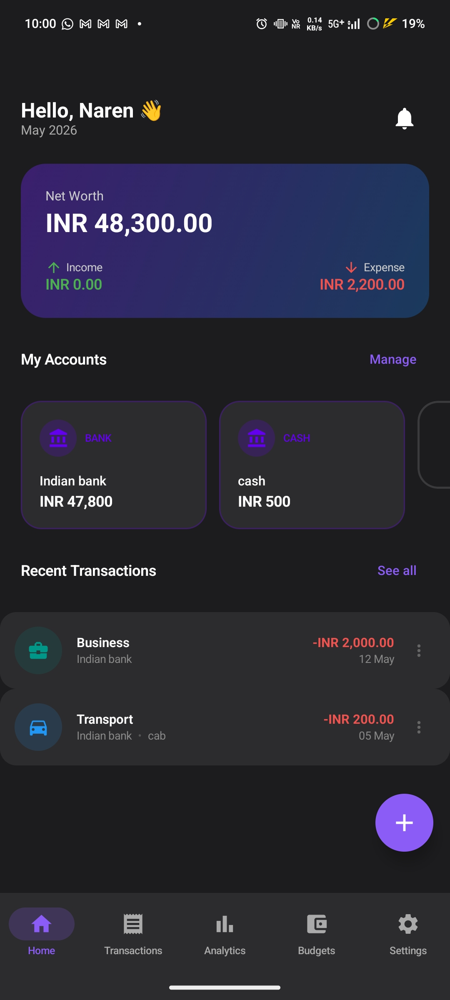 10:00
Vo
NR
0.14
KB/s
5G+
19%
Hello, Naren 👋
May 2026
Net Worth
INR 48,300.00
Income
Expense
INR 0.00
INR 2,200.00
My Accounts
Manage
BANK
CASH
Indian bank
cash
INR 47,800
INR 500
Recent Transactions
See all
Business
-INR 2,000.00
Indian bank
12 May
Transport
-INR 200.00
Indian bank • cab
05 May
Home
Transactions
Analytics
Budgets
Settings